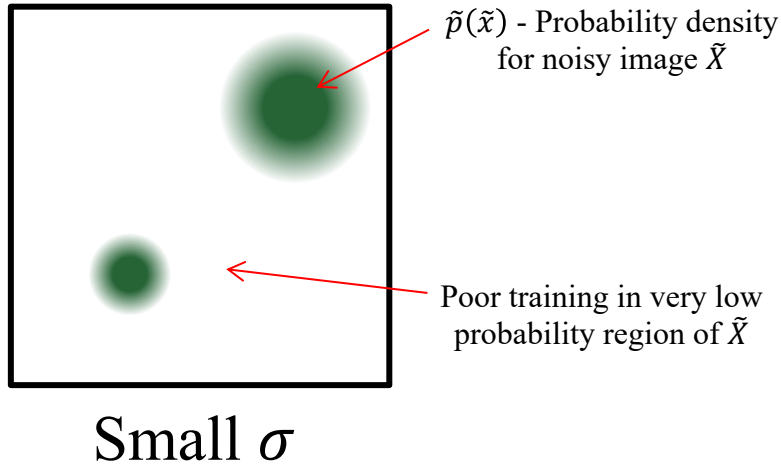 p̃(x̃) - Probability density
for noisy image X̃
Poor training in very low
probability region of X̃
Small σ